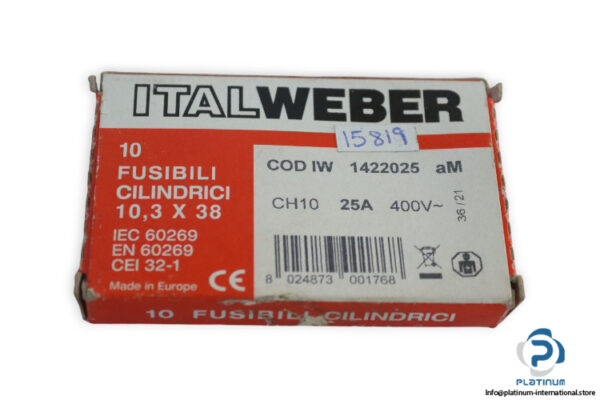 ITALWEBER
15819
10
FUSIBILI
CILINDRICI
10,3 X 38
IEC 60269
EN 60269
CEI 32-1
Made in Europe
CE
COD IW 1422025 aM
CH10 25A 400V~
36/21
8 024873 001768
10 FUSIBILI CILINDRICI
PLATINUM
info@platinum-international.store